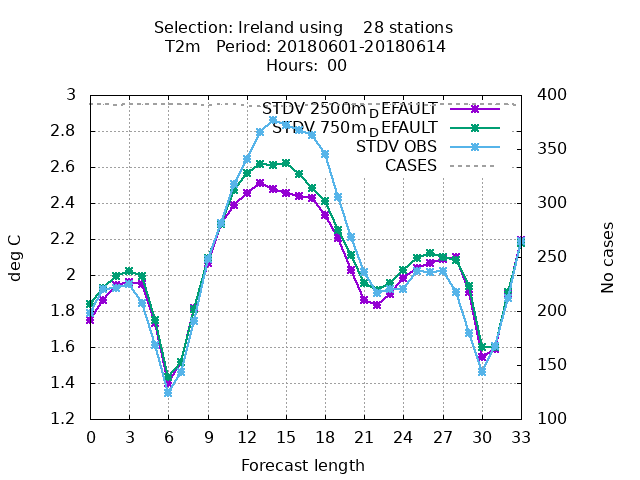 Selection: Ireland using    28 stations
T2m   Period: 20180601-20180614
Hours:  00
STDV 2500m_DEFAULT
STDV 750m_DEFAULT
STDV OBS
CASES
3
2.8
2.6
2.4
2.2
2
1.8
1.6
1.4
1.2
400
350
300
250
200
150
100
deg C
No cases
0 3 6 9 12 15 18 21 24 27 30 33
Forecast length